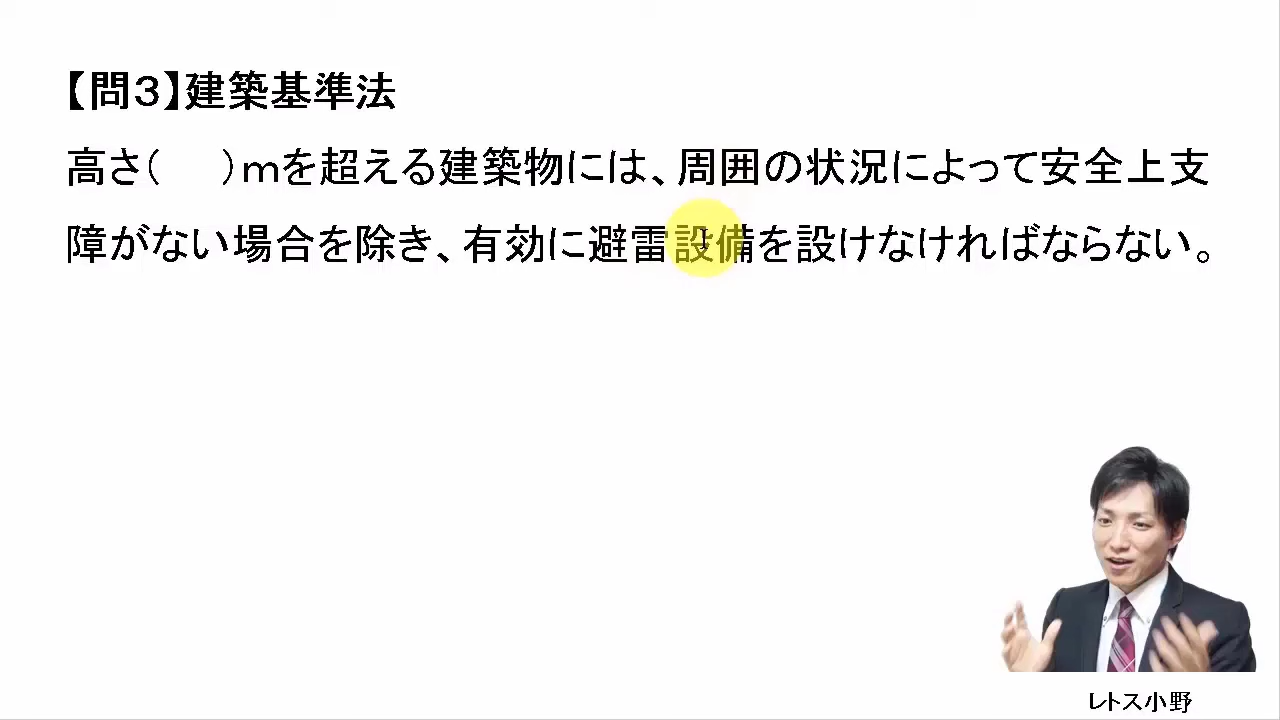 【問３】建築基準法
高さ(　　)ｍを超える建築物には、周囲の状況によって安全上支
障がない場合を除き、有効に避雷設備を設けなければならない。
レトス小野